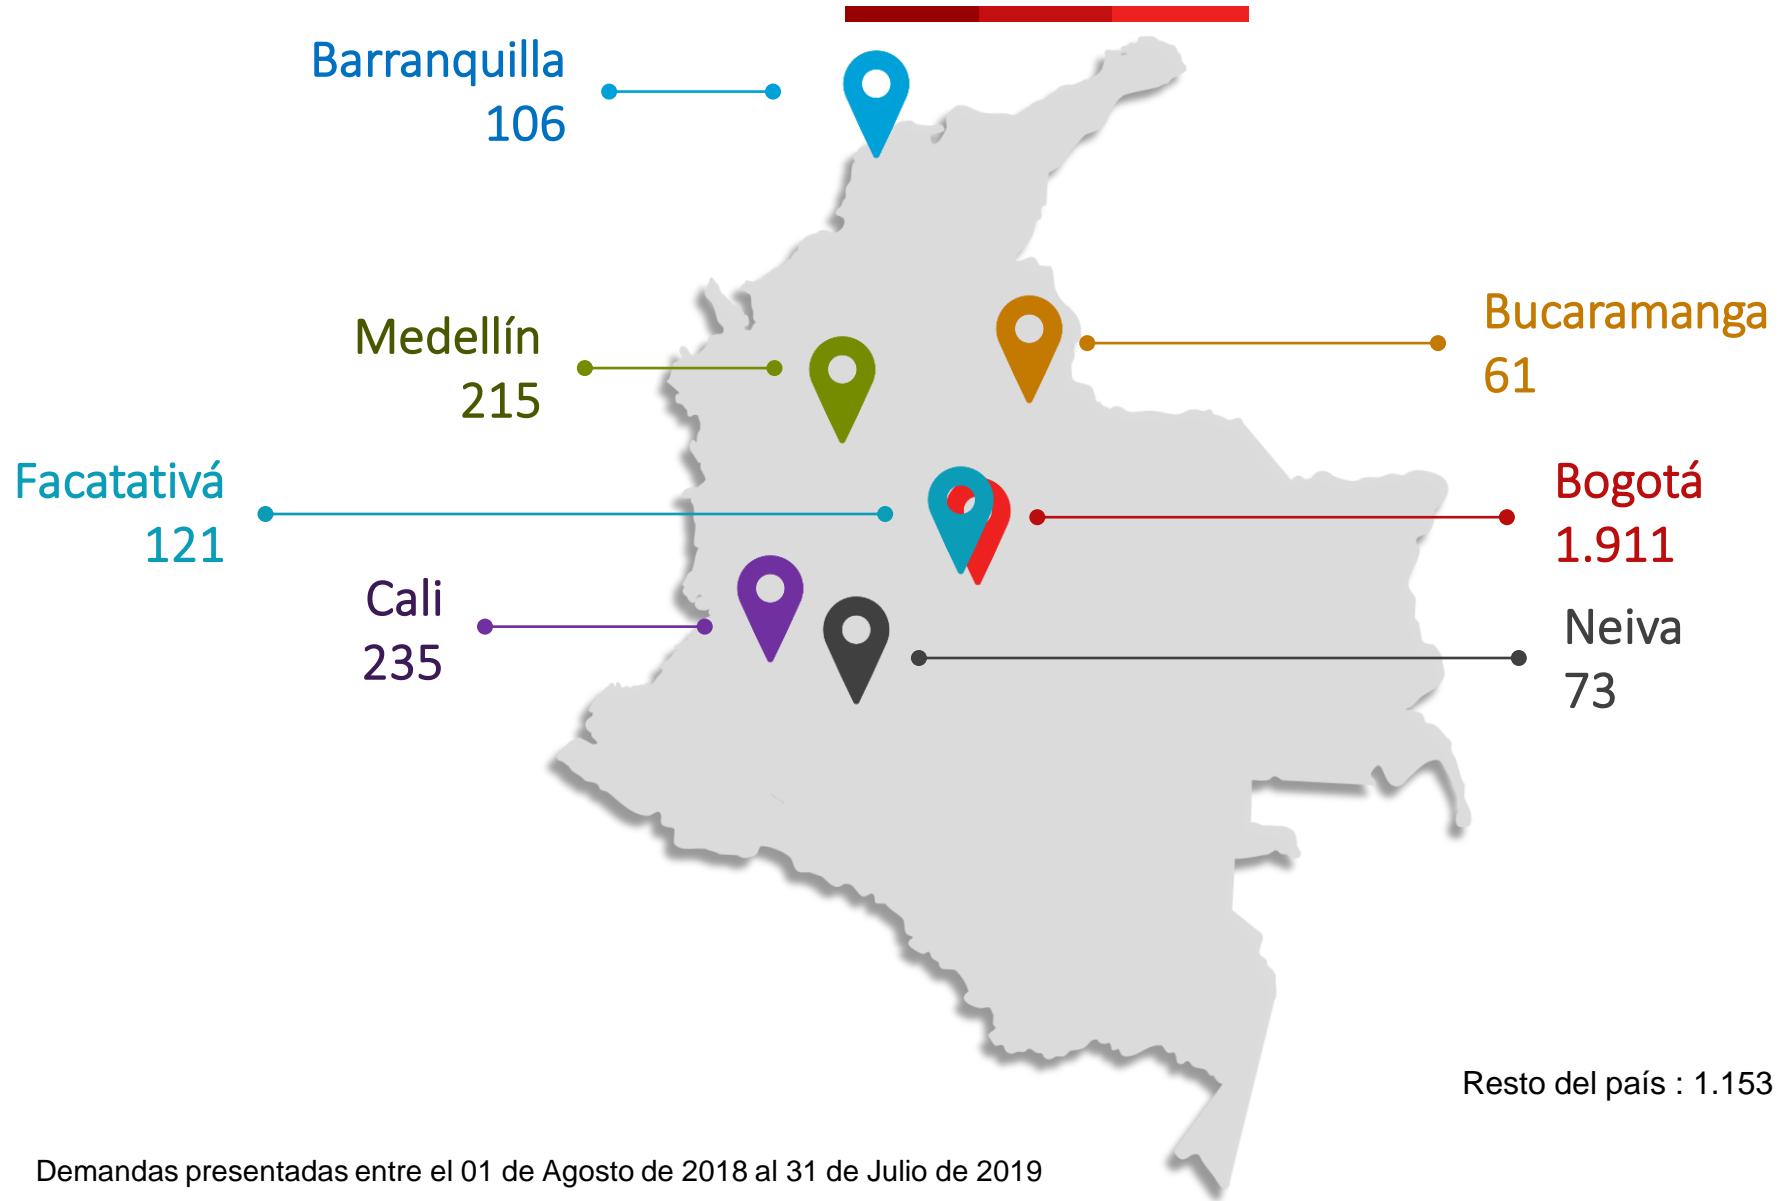 Barranquilla
106
Medellín
215
Bucaramanga
61
Facatativá
121
Bogotá
1.911
Cali
235
Neiva
73
Resto del país : 1.153
Demandas presentadas entre el 01 de Agosto de 2018 al 31 de Julio de 2019